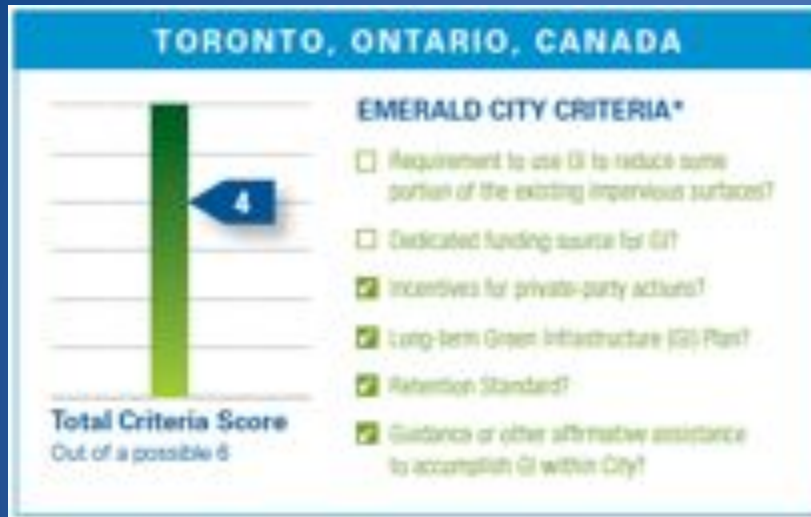 TORONTO, ONTARIO, CANADA
EMERALD CITY CRITERIA*
Requirement to use GI to reduce some
portion of the existing impervious surfaces?
4
Dedicated funding source for GI?
Incentives for private-party actions?
Long-term Green Infrastructure (GI) Plan?
Retention Standard?
Guidance or other affirmative assistance
to accomplish GI within City?
Total Criteria Score
Out of a possible 6